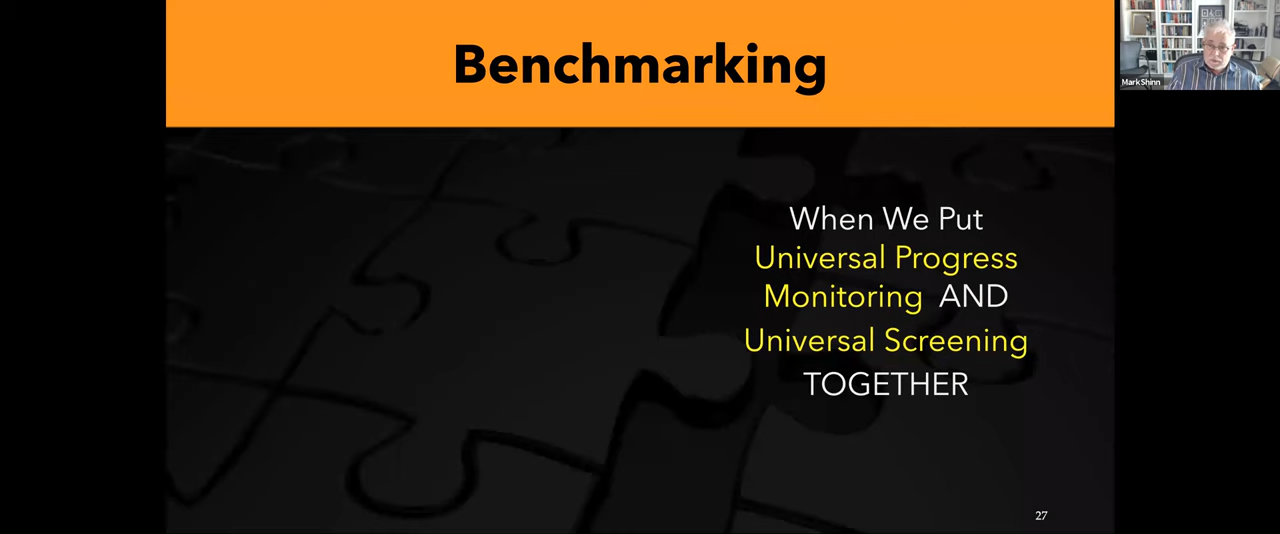 Benchmarking
Mark Shinn
When We Put
Universal Progress
Monitoring AND
Universal Screening
TOGETHER
27